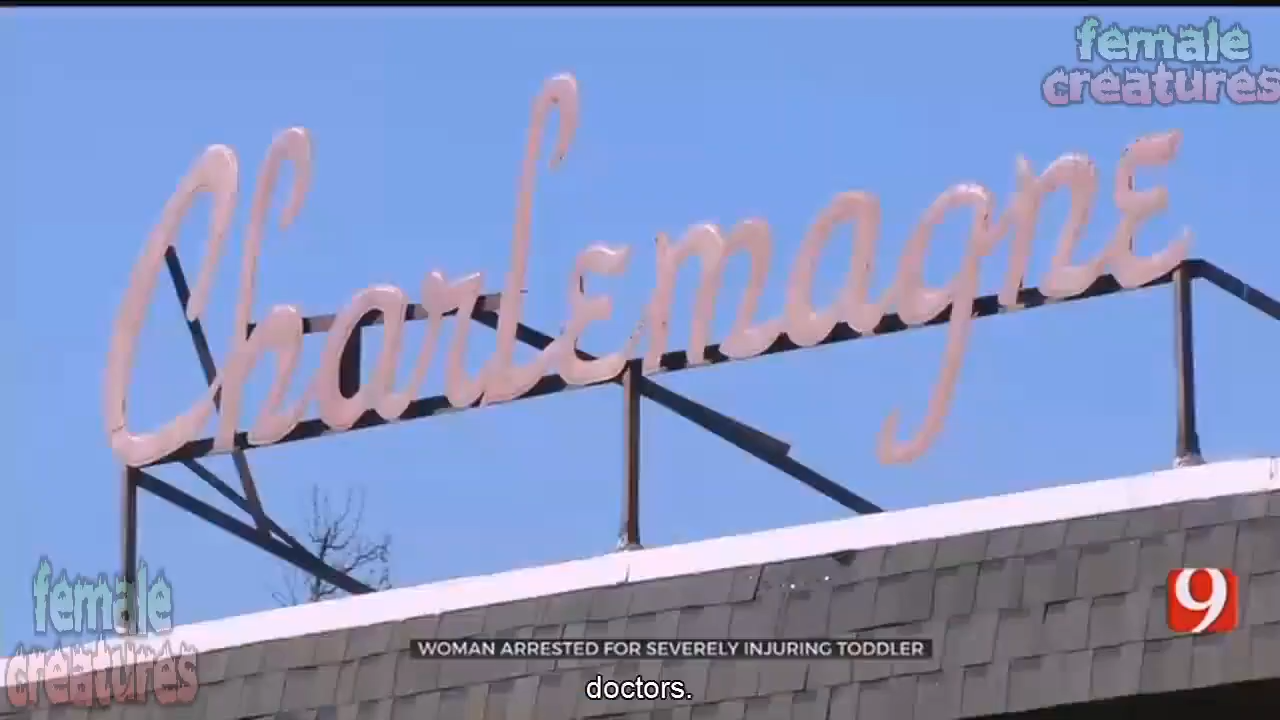 female
creatures
Charlemagne
female
creatures
9
WOMAN ARRESTED FOR SEVERELY INJURING TODDLER
doctors.